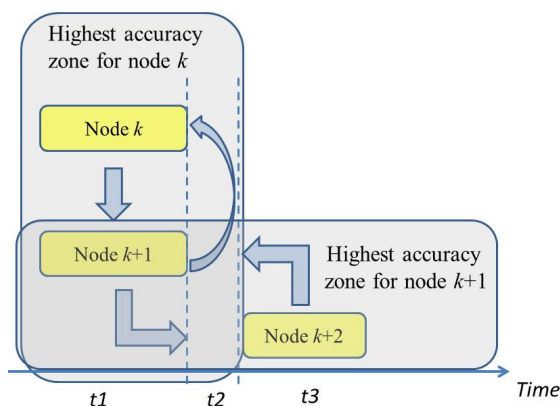 Highest accuracy
zone for node k
Node k
Node k+1
Highest accuracy
zone for node k+1
Node k+2
t1
t2
t3
Time